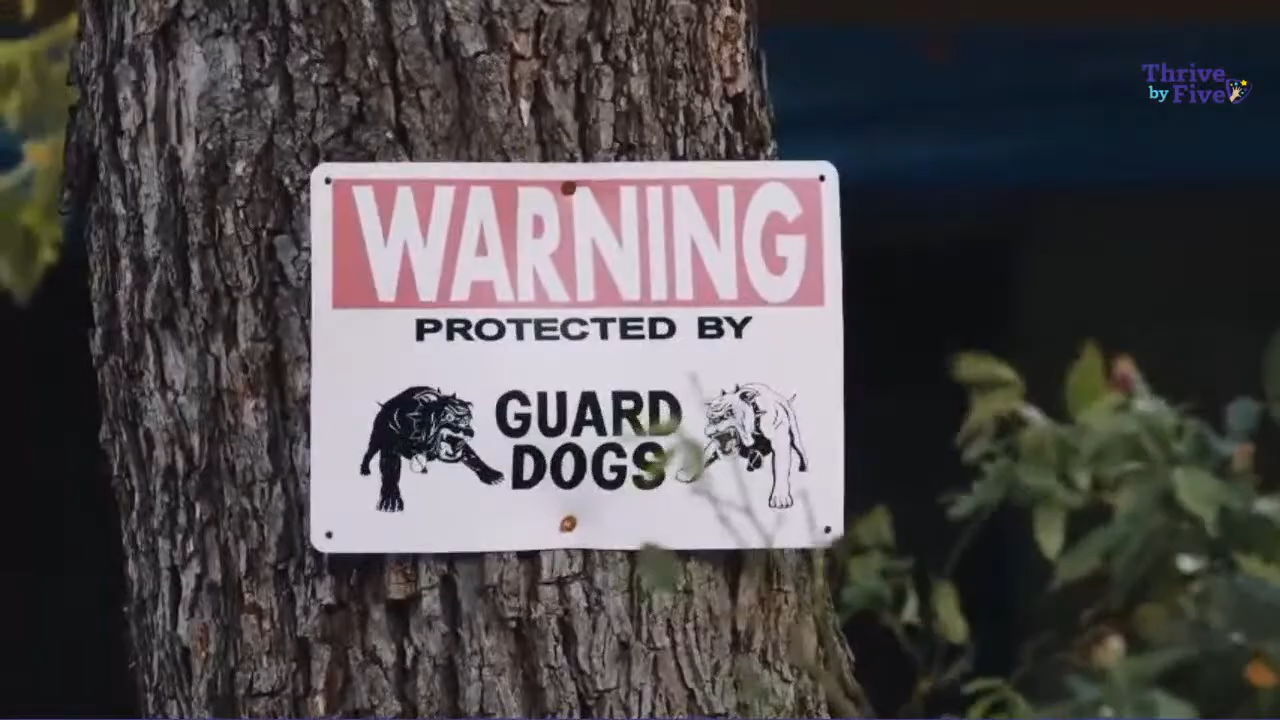 Thrive
by Five
WARNING
PROTECTED BY
GUARD
DOGS